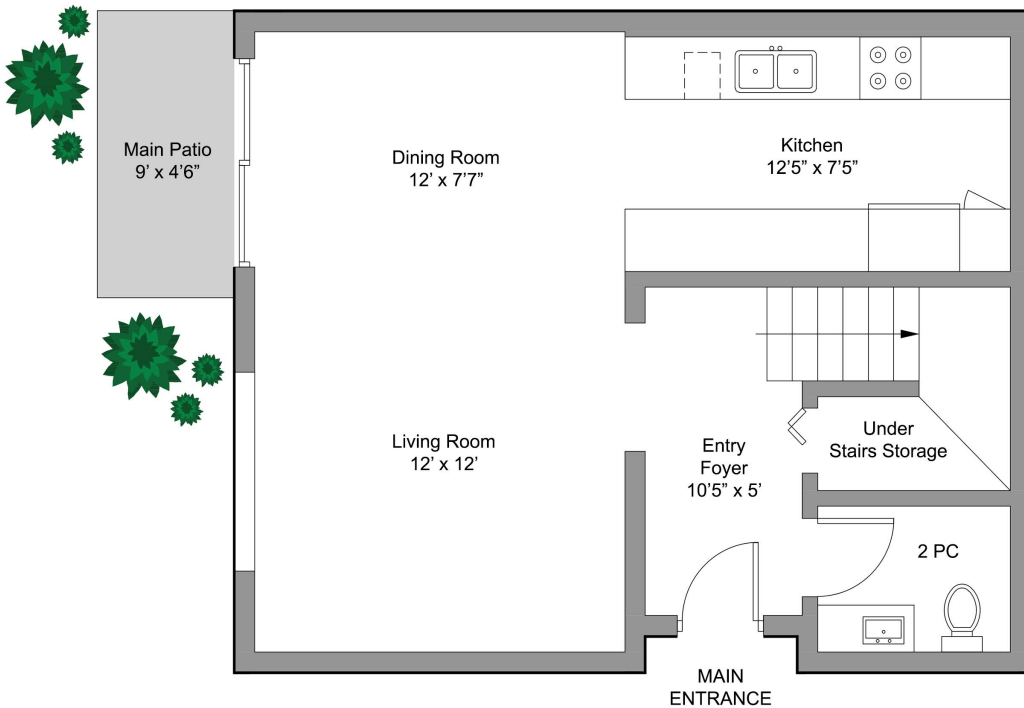 Main Patio
9’ x 4’6”
Dining Room
12’ x 7’7”
Kitchen
12’5” x 7’5”
Living Room
12’ x 12’
Entry
Foyer
10’5” x 5’
Under
Stairs Storage
2 PC
MAIN
ENTRANCE